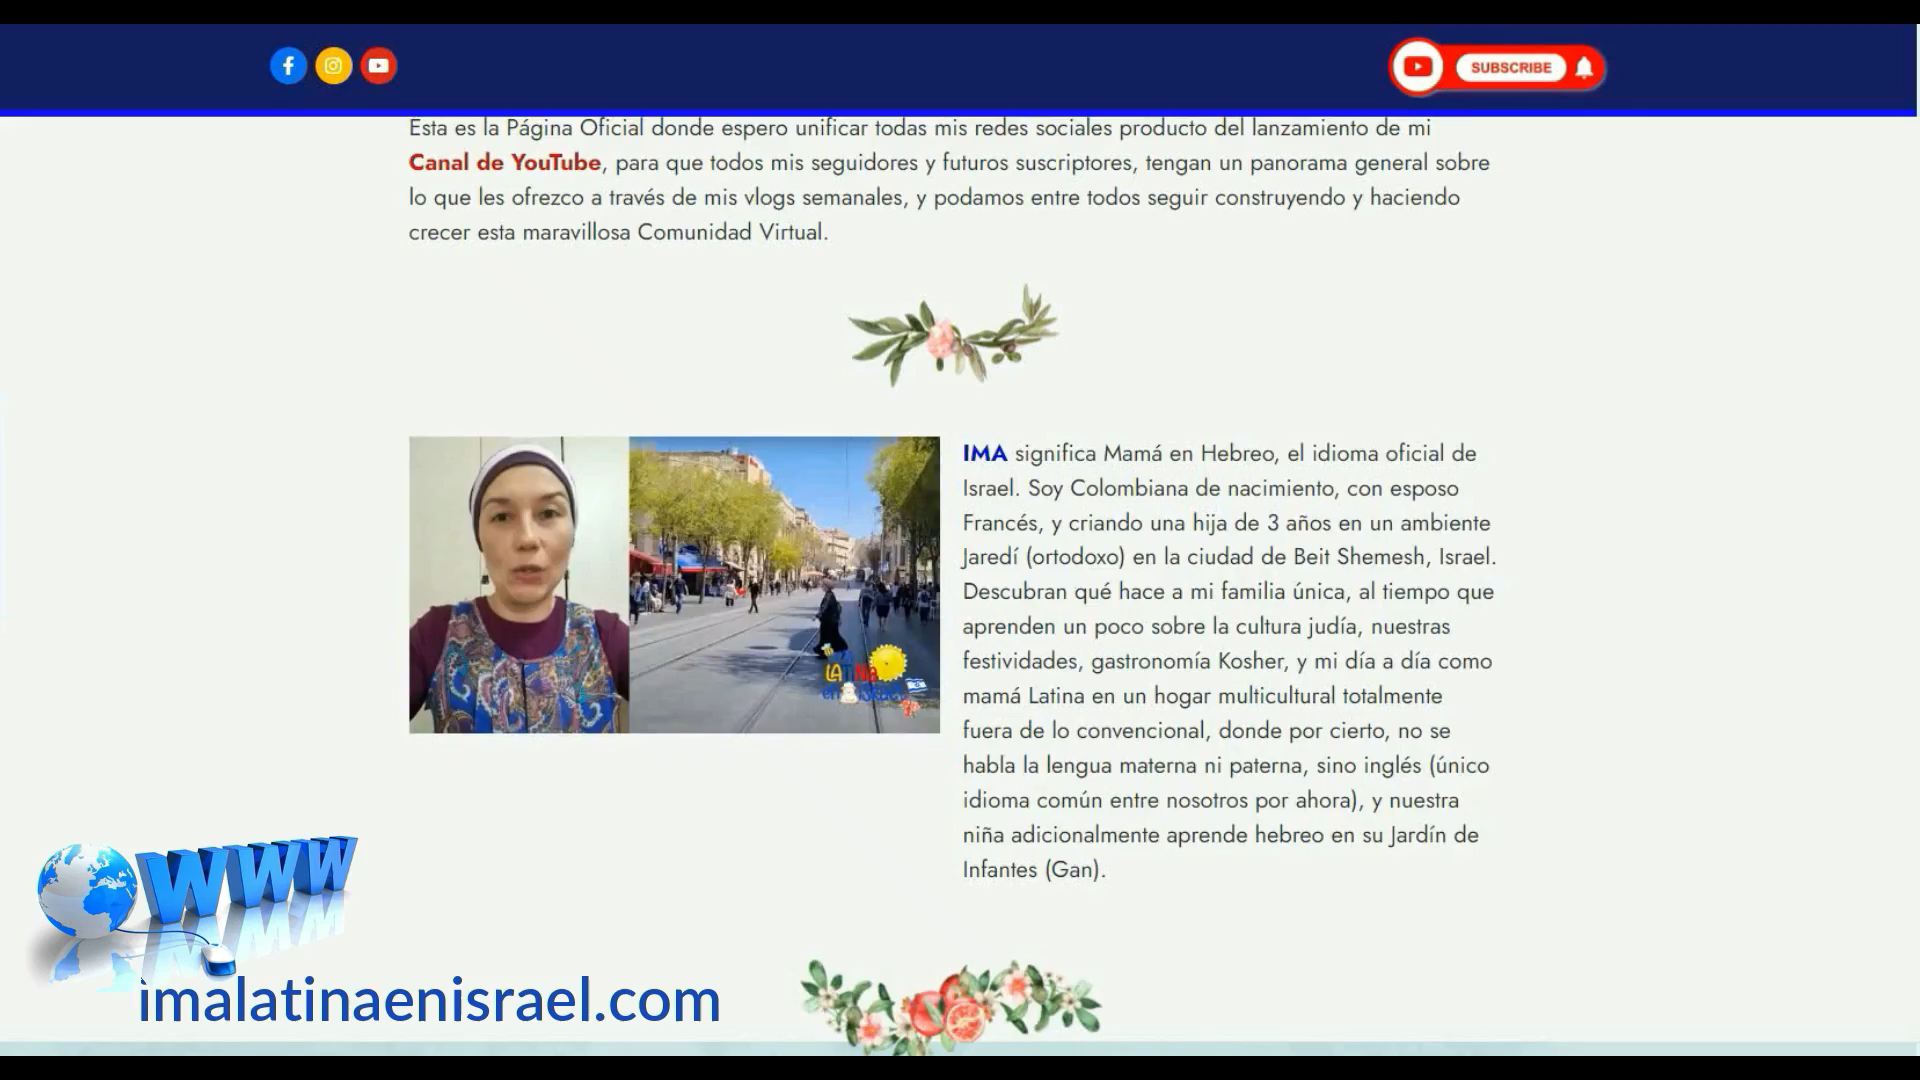 SUBSCRIBE
Esta es la Página Oficial donde espero unificar todas mis redes sociales producto del lanzamiento de mi
Canal de YouTube, para que todos mis seguidores y futuros suscriptores, tengan un panorama general sobre
lo que les ofrezco a través de mis vlogs semanales, y podamos entre todos seguir construyendo y haciendo
crecer esta maravillosa Comunidad Virtual.
IMA significa Mamá en Hebreo, el idioma oficial de
Israel. Soy Colombiana de nacimiento, con esposo
Francés, y criando una hija de 3 años en un ambiente
Jaredí (ortodoxo) en la ciudad de Beit Shemesh, Israel.
Descubran qué hace a mi familia única, al tiempo que
aprenden un poco sobre la cultura judía, nuestras
festividades, gastronomía Kosher, y mi día a día como
mamá Latina en un hogar multicultural totalmente
fuera de lo convencional, donde por cierto, no se
habla la lengua materna ni paterna, sino inglés (único
idioma común entre nosotros por ahora), y nuestra
niña adicionalmente aprende hebreo en su Jardín de
Infantes (Gan).
LATINa
WWW
imalatinaenisrael.com